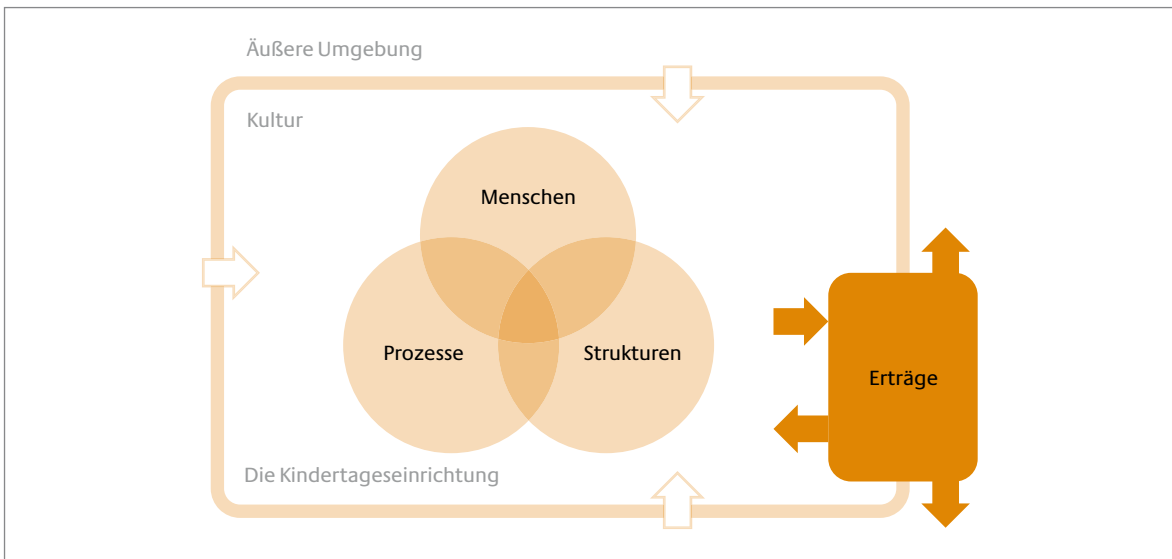 Äußere Umgebung
Kultur
Menschen
Prozesse
Strukturen
Erträge
Die Kindertageseinrichtung